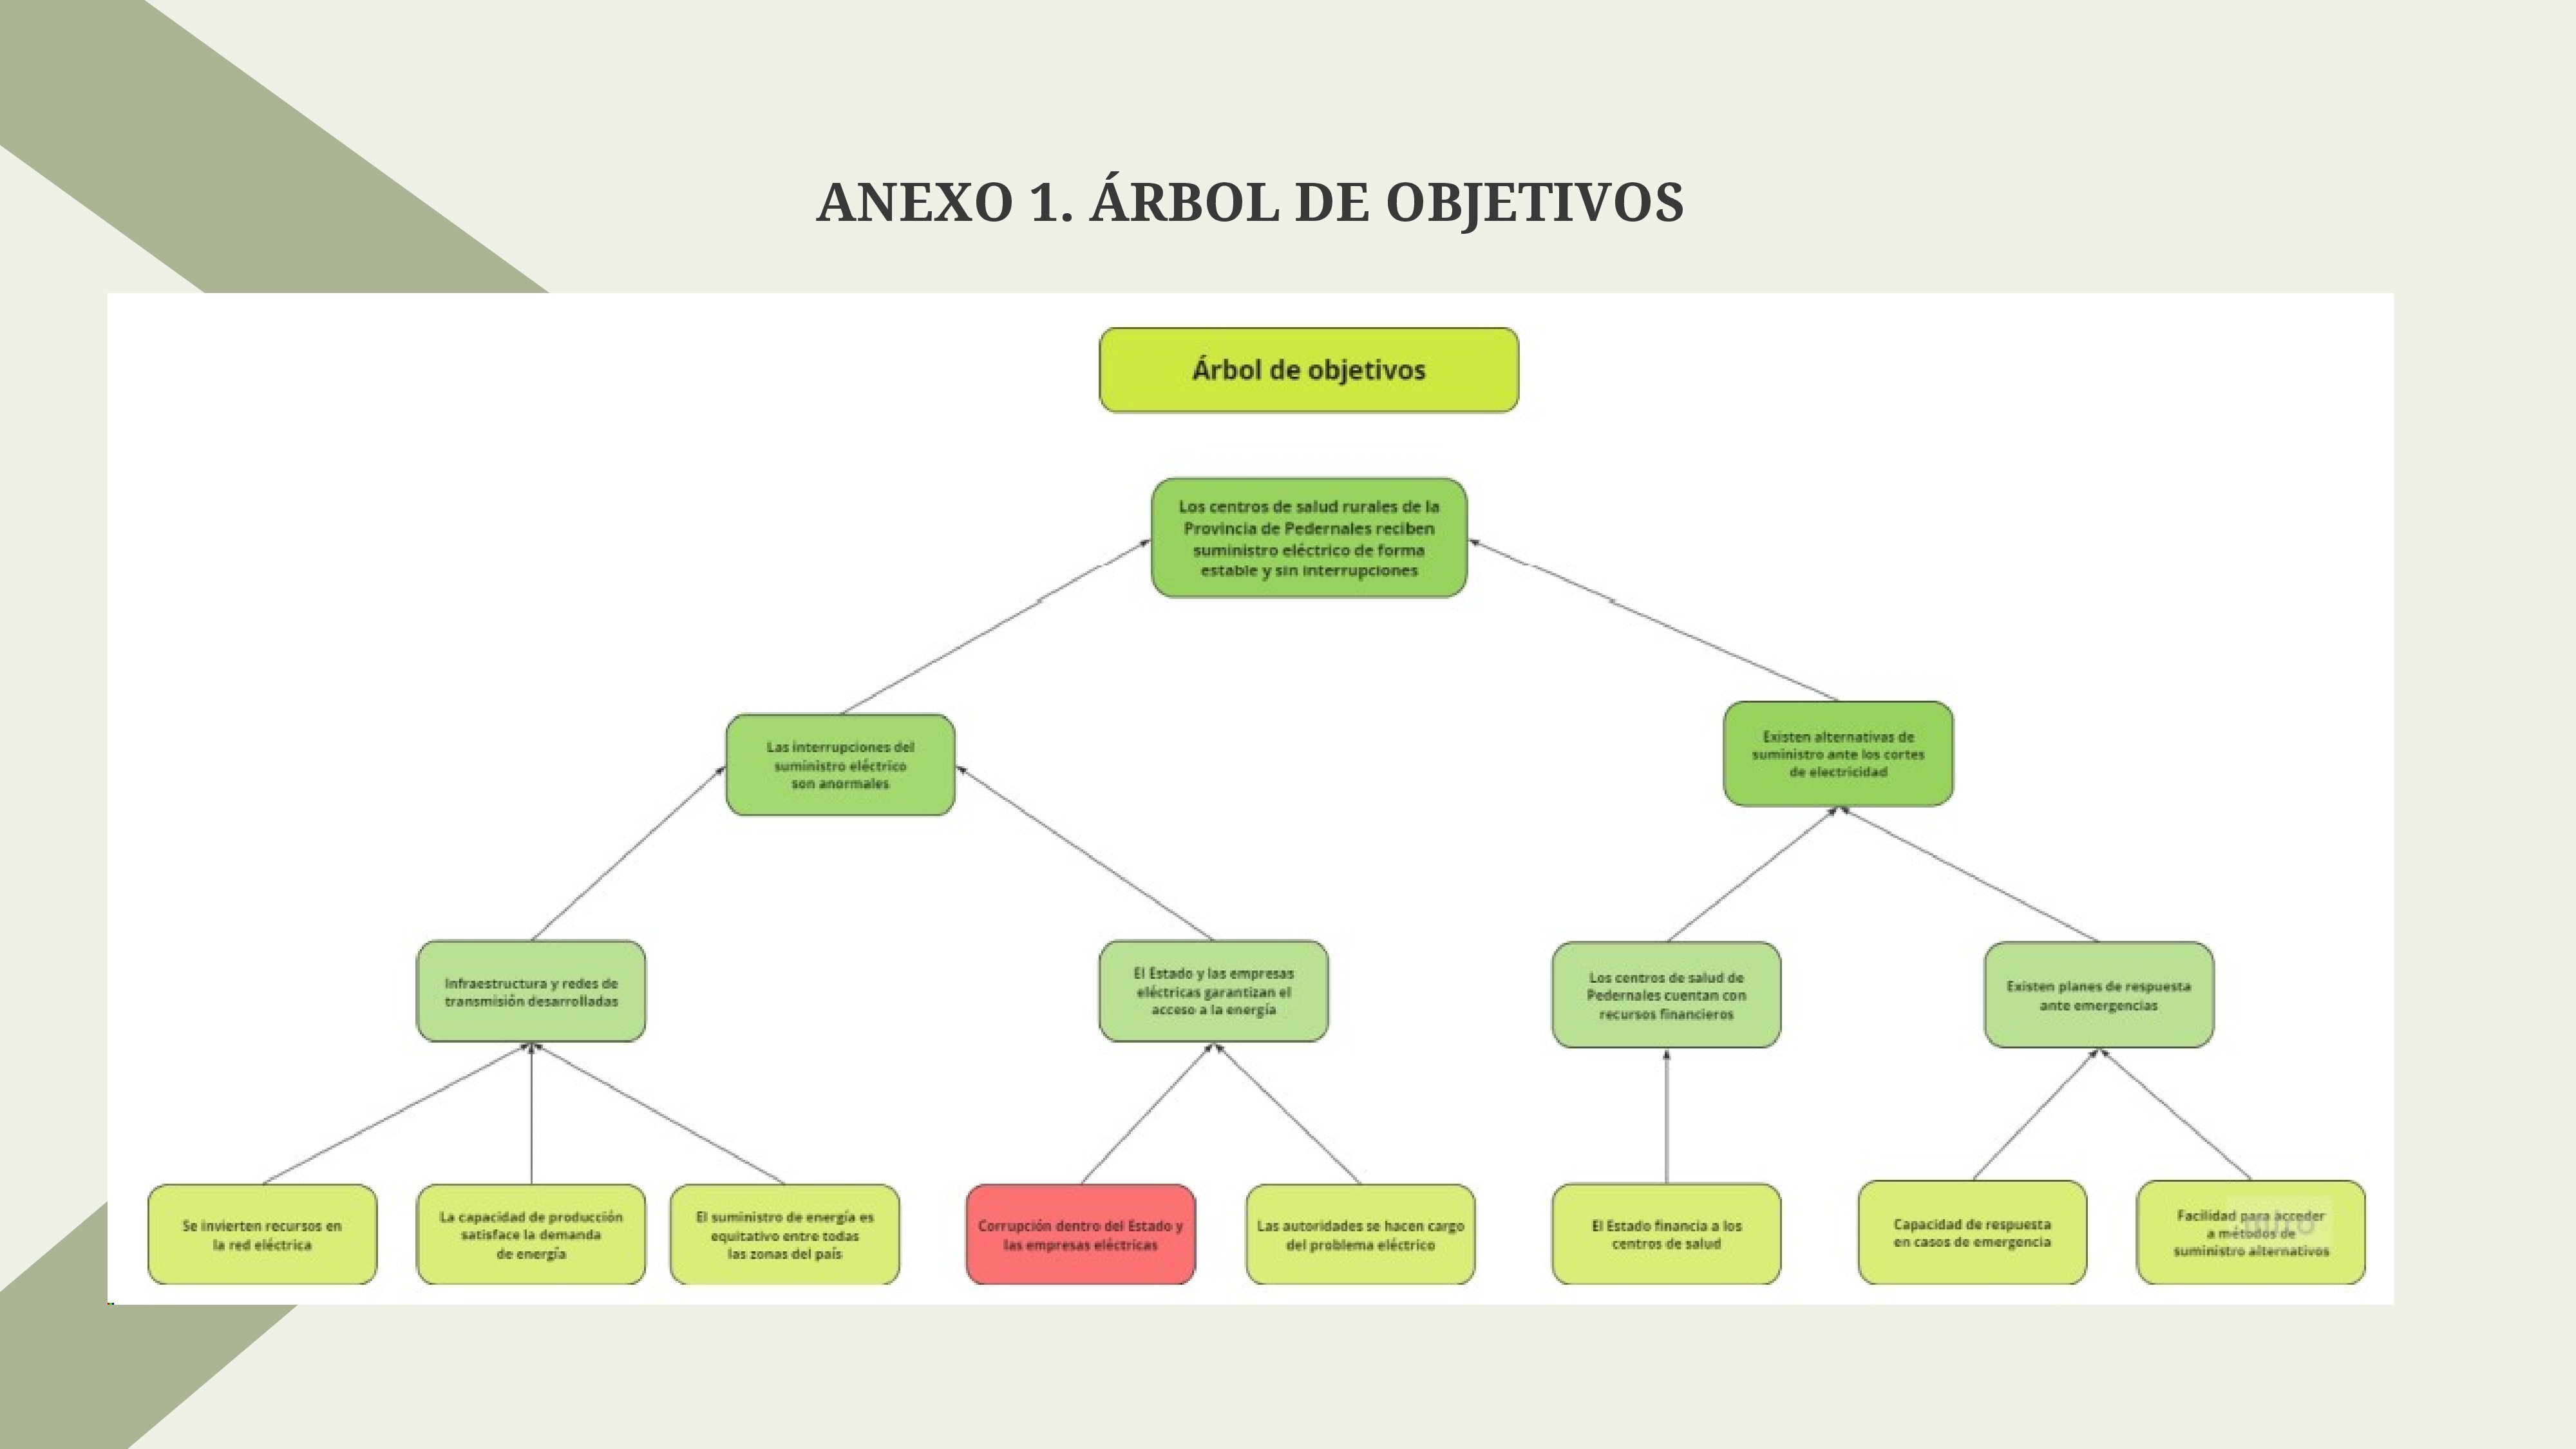 ANEXO 1. ÁRBOL DE OBJETIVOS
Árbol de objetivos
Los centros de salud rurales de la
Provincia de Pedernales reciben
suministro eléctrico de forma
estable y sin interrupciones
Las interrupciones del
suministro eléctrico
son anormales
Existen alternativas de
suministro ante los cortes
de electricidad
Infraestructura y redes de
transmisión desarrolladas
El Estado y las empresas
eléctricas garantizan el
acceso a la energía
Los centros de salud de
Pedernales cuentan con
recursos financieros
Existen planes de respuesta
ante emergencias
Se invierten recursos en
la red eléctrica
La capacidad de producción
satisface la demanda
de energía
El suministro de energía es
equitativo entre todas
las zonas del país
Corrupción dentro del Estado y
las empresas eléctricas
Las autoridades se hacen cargo
del problema eléctrico
El Estado financia a los
centros de salud
Capacidad de respuesta
en casos de emergencia
Facilidad para acceder
a métodos de
suministro alternativos
miro